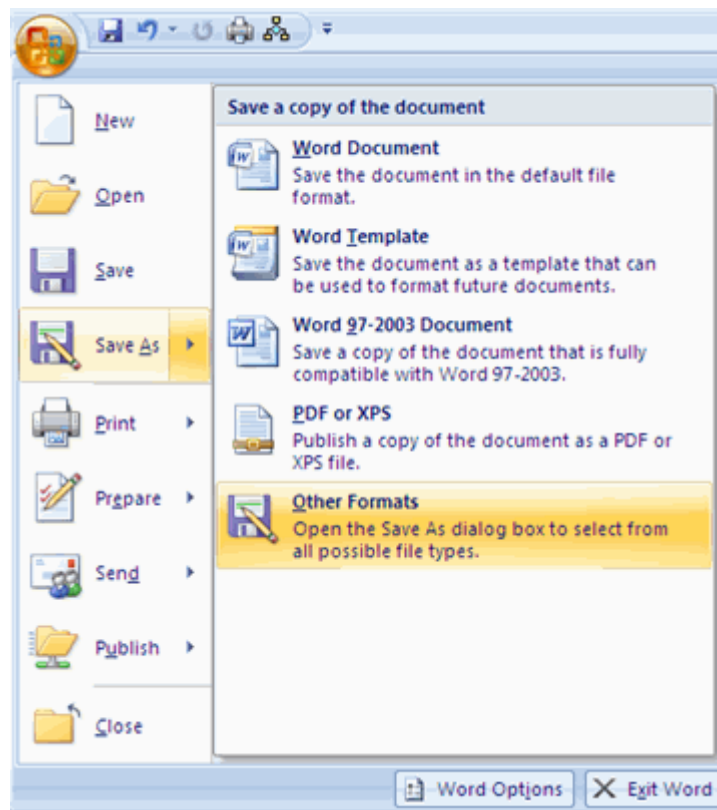 New
Open
Save
Save As
Print
Prepare
Send
Publish
Close
Save a copy of the document
Word Document
Save the document in the default file
format.
Word Template
Save the document as a template that can
be used to format future documents.
Word 97-2003 Document
Save a copy of the document that is fully
compatible with Word 97-2003.
PDF or XPS
Publish a copy of the document as a PDF or
XPS file.
Other Formats
Open the Save As dialog box to select from
all possible file types.
Word Options
Exit Word